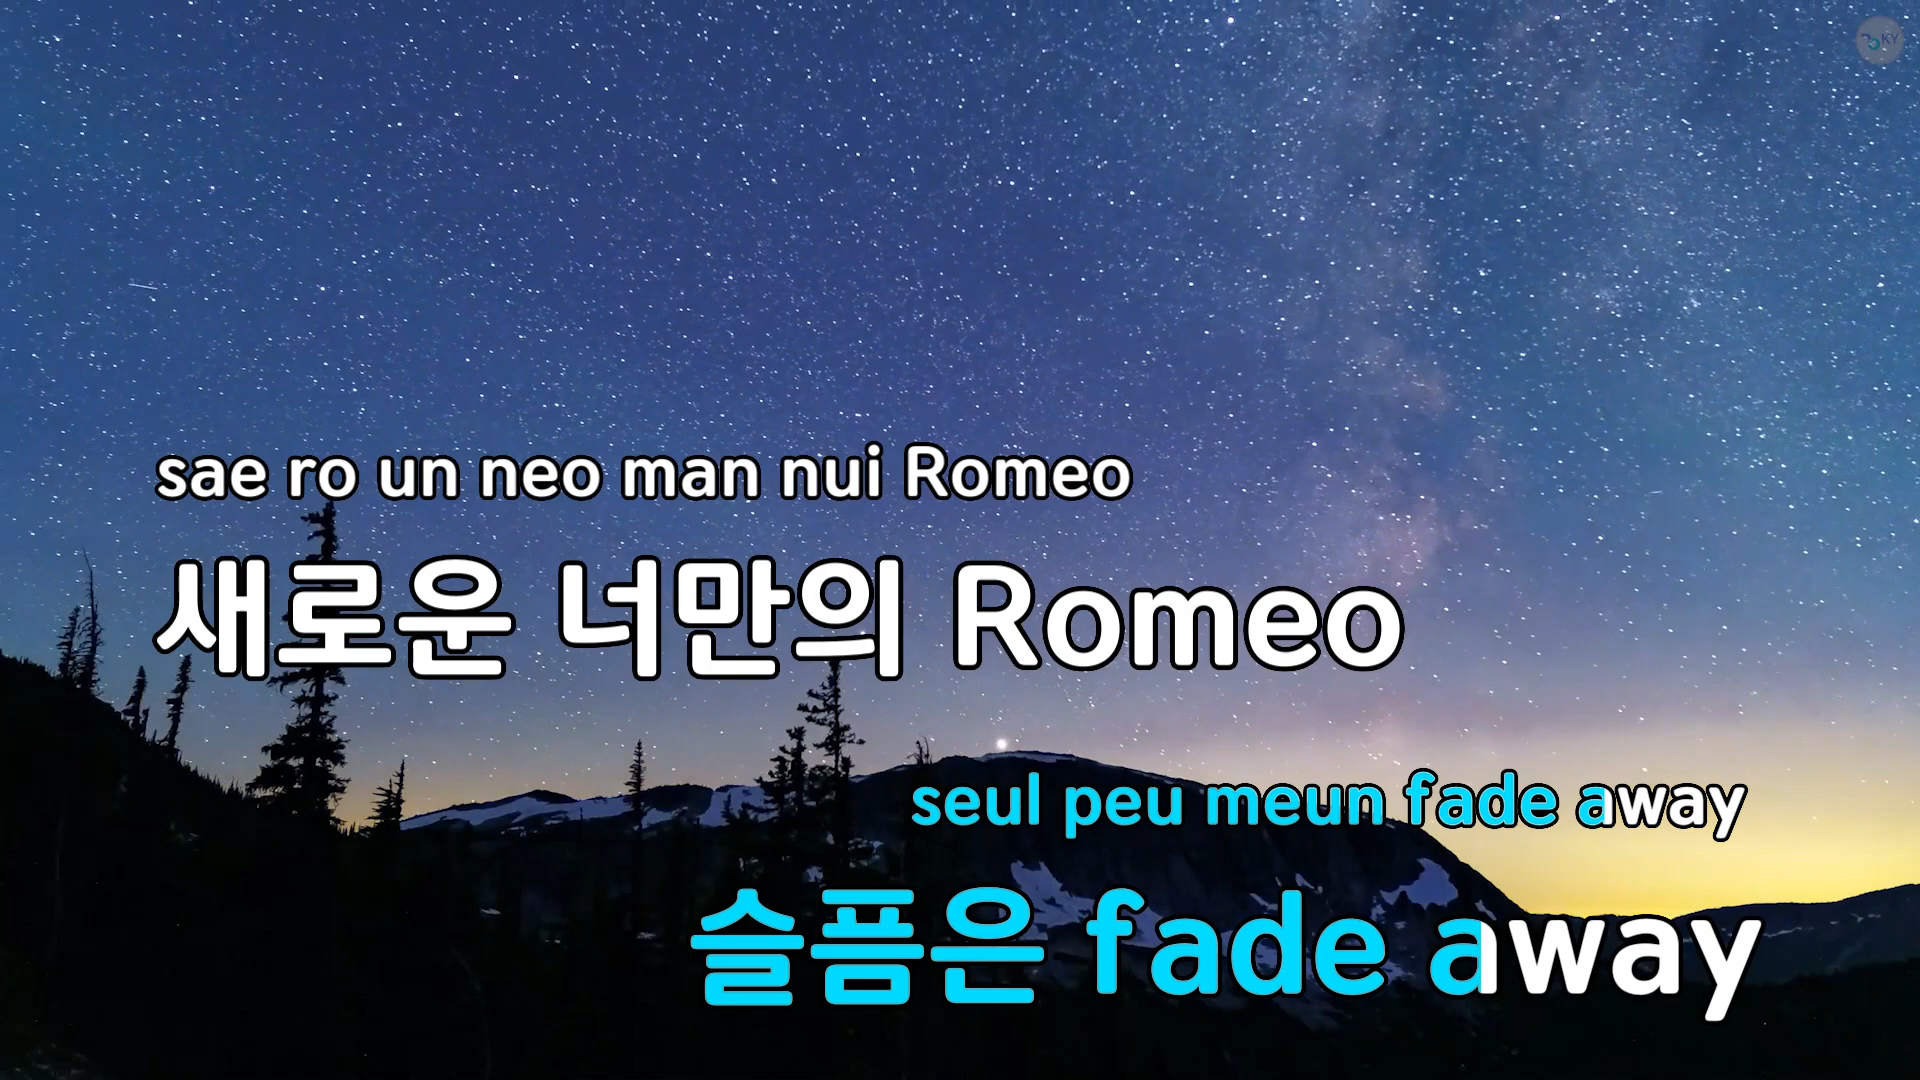 KY
sae ro un neo man nui Romeo
새로운 너만의 Romeo
seul peu meun fade away
슬픔은 fade away